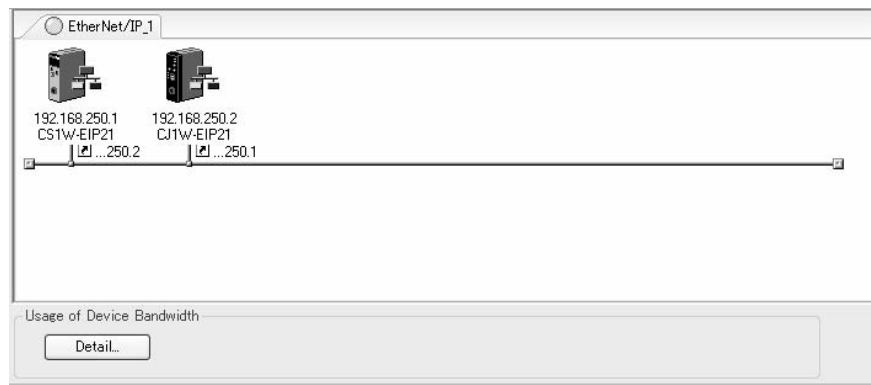 EtherNet/IP_1
192.168.250.1 192.168.250.2
CS1W-EIP21 CJ1W-EIP21
...250.2 ...250.1
Usage of Device Bandwidth
Detail...